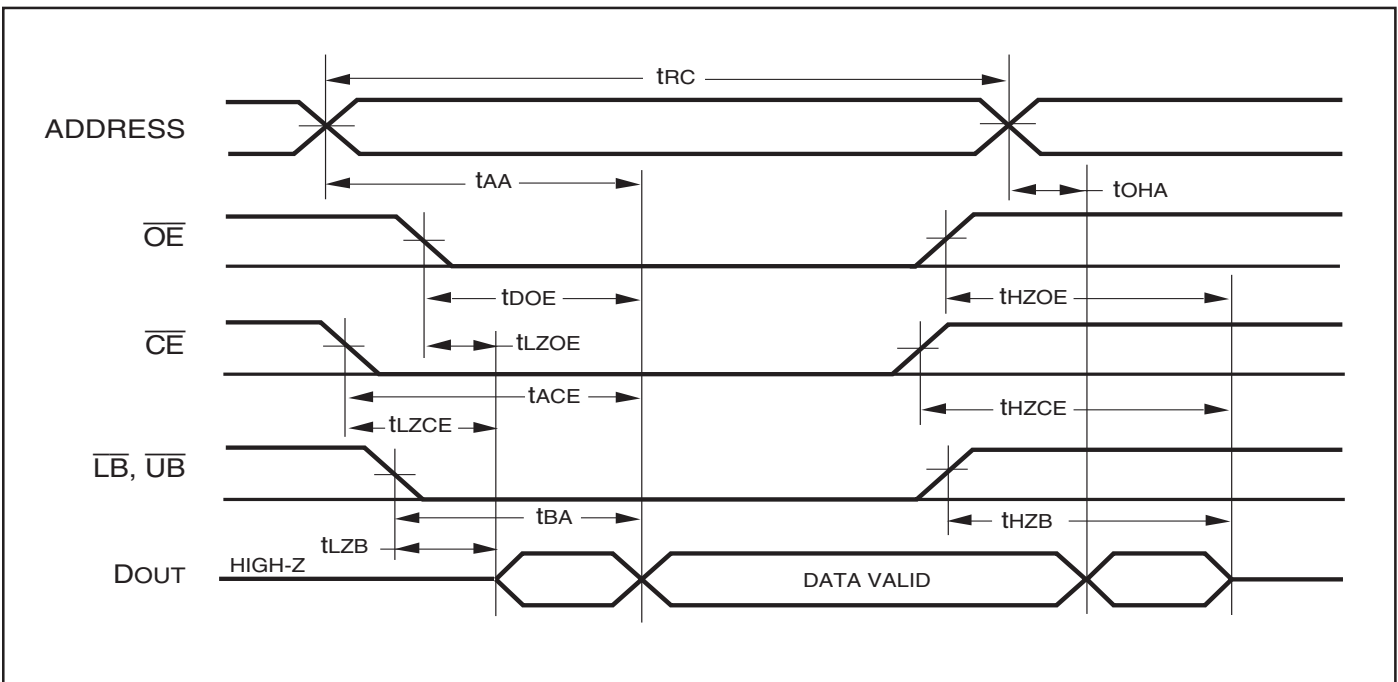 tRC
ADDRESS
tAA
tOHA
OE
tDOE
tHZOE
CE
tLZOE
tACE
tHZCE
tLZCE
LB, UB
tBA
tHZB
tLZB
DOUT
HIGH-Z
DATA VALID